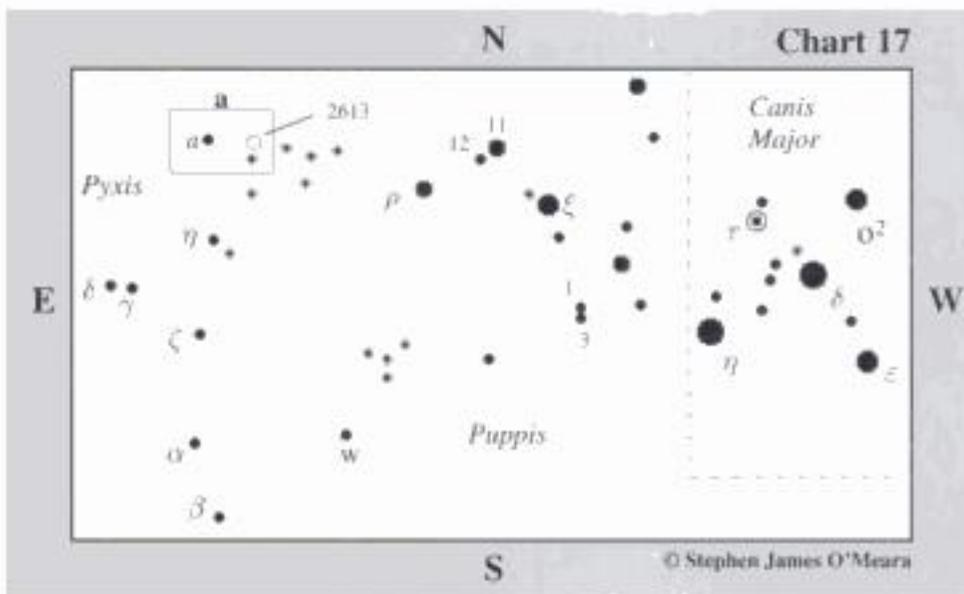 N
Chart 17
a
2613
Canis
Major
a
11
12
Pyxis
ρ
ξ
τ
o²
η
δ
γ
E
W
1
3
δ
ζ
η
ε
α
w
Puppis
β
S
© Stephen James O'Meara